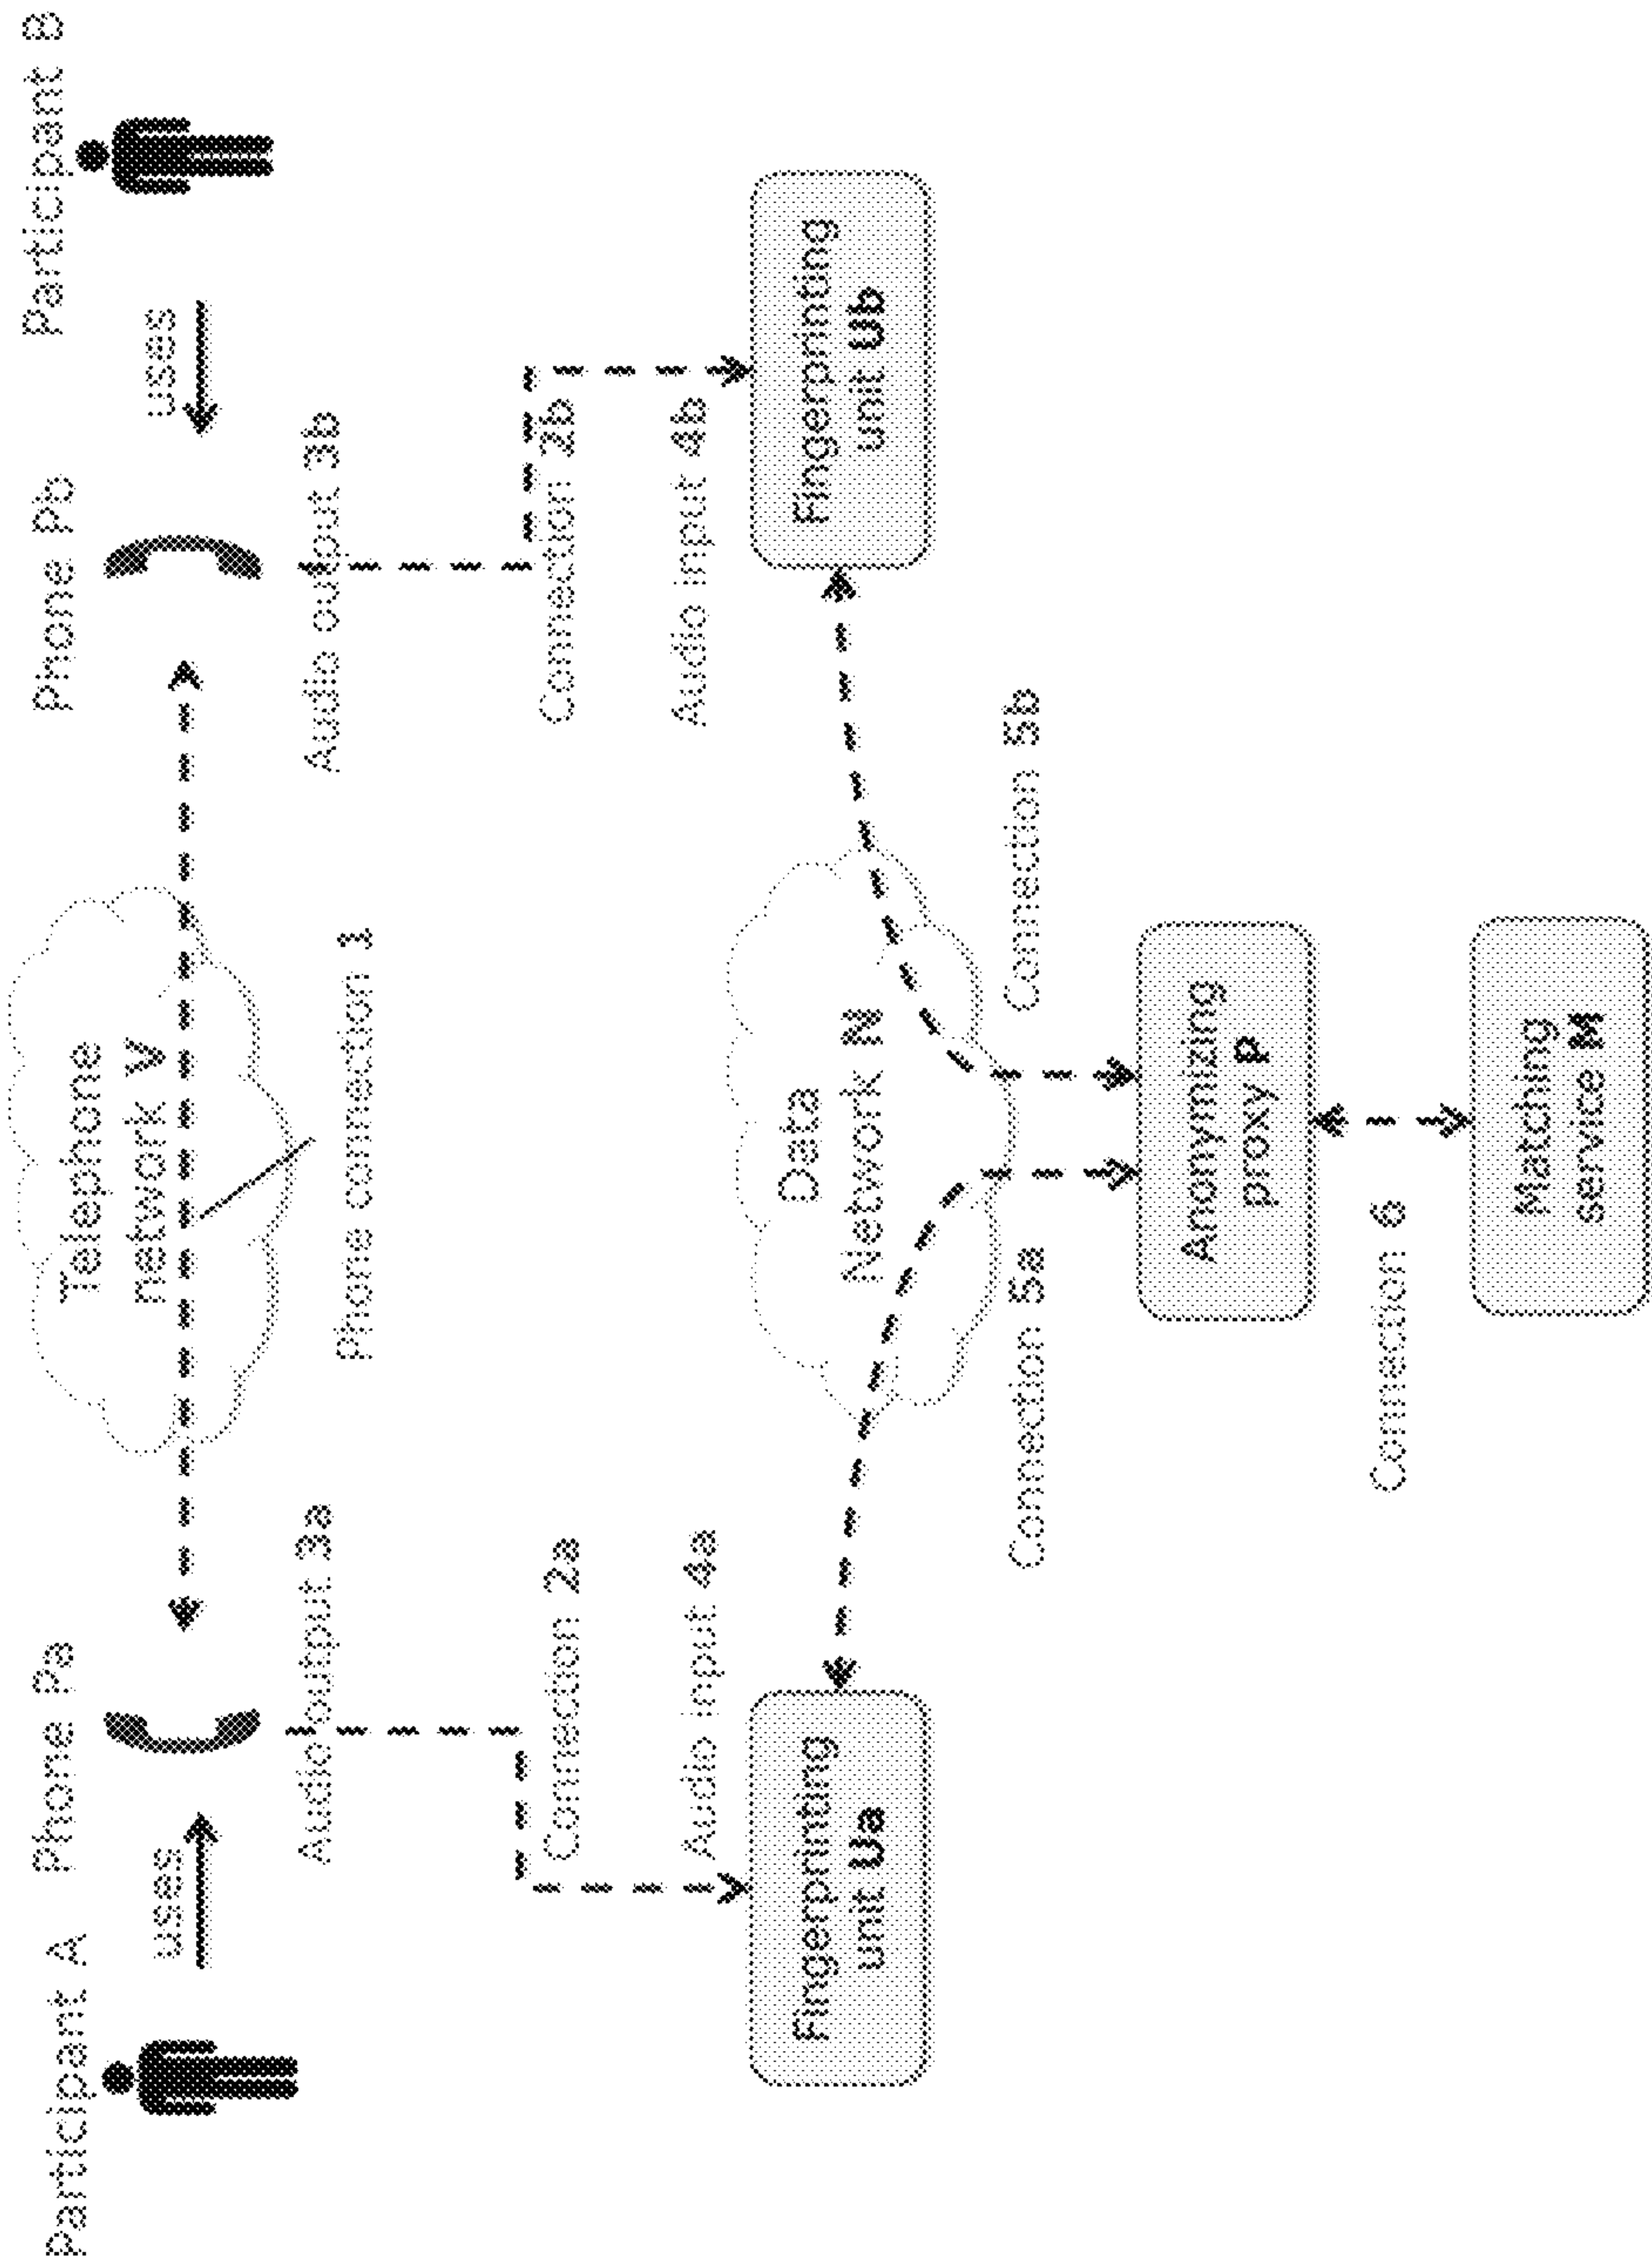 Participant A
Phone Pa
Telephone
network V
Phone Pb
Participant B
uses
uses
Audio output 3a
Phone connection 1
Audio output 3b
Connection 2a
Connection 2b
Audio input 4a
Audio input 4b
Fingerprinting
unit Ua
Data
Network N
Fingerprinting
unit Ub
Connection 5a
Connection 5b
Anonymizing
proxy P
Connection 6
Matching
service M